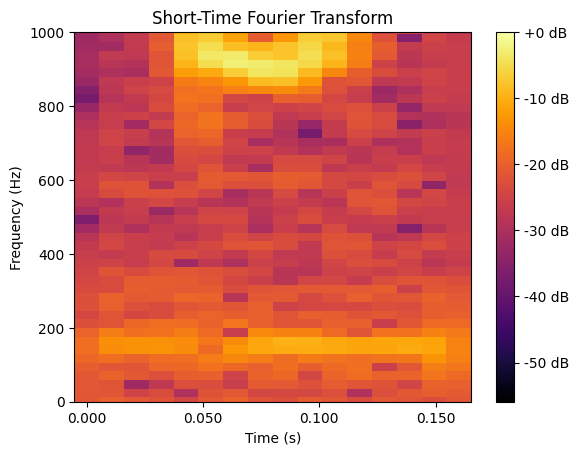 Short-Time Fourier Transform
1000
800
600
400
200
0
Frequency (Hz)
0.000
0.050
0.100
0.150
Time (s)
+0 dB
-10 dB
-20 dB
-30 dB
-40 dB
-50 dB